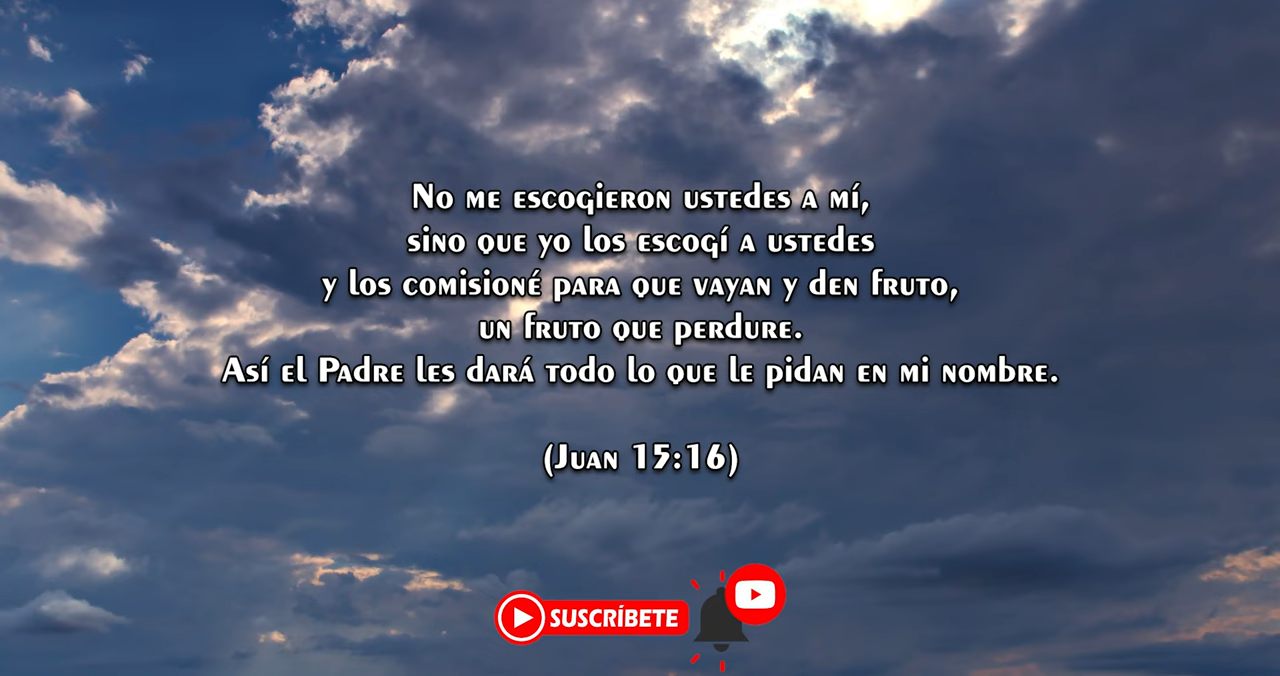 No me escogieron ustedes a mí,
sino que yo los escogí a ustedes
y los comisioné para que vayan y den fruto,
un fruto que perdure.
Así el Padre les dará todo lo que le pidan en mi nombre.
(Juan 15:16)
SUSCRÍBETE